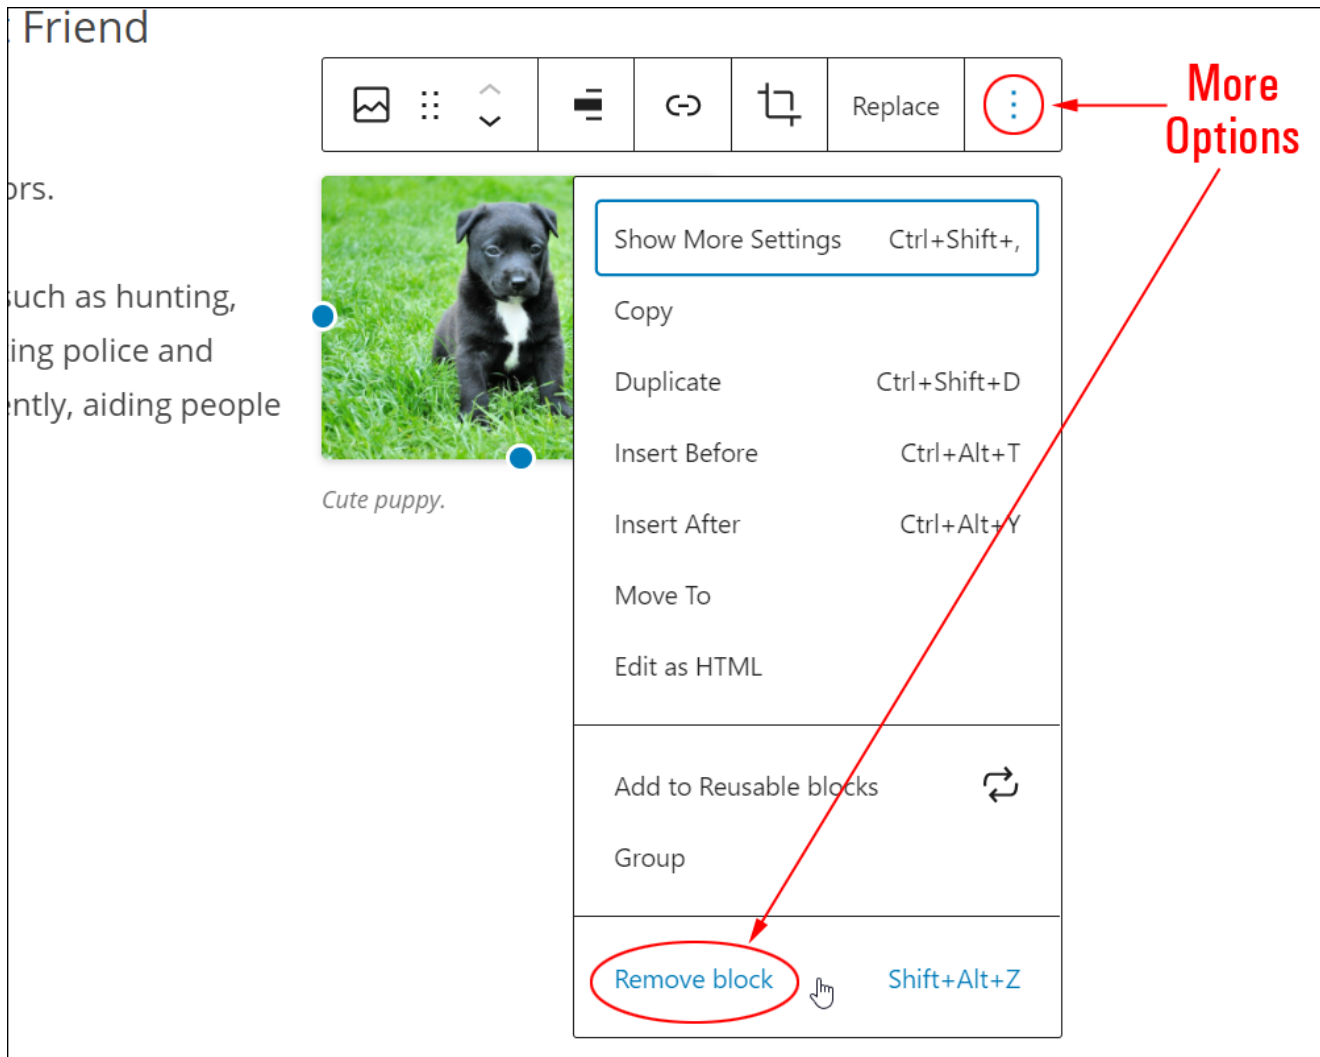 Friend
More
Options
Replace
ors.
such as hunting,
ing police and
ently, aiding people
Cute puppy.
Show More Settings Ctrl+Shift+,
Copy
Duplicate Ctrl+Shift+D
Insert Before Ctrl+Alt+T
Insert After Ctrl+Alt+Y
Move To
Edit as HTML
Add to Reusable blocks
Group
Remove block Shift+Alt+Z